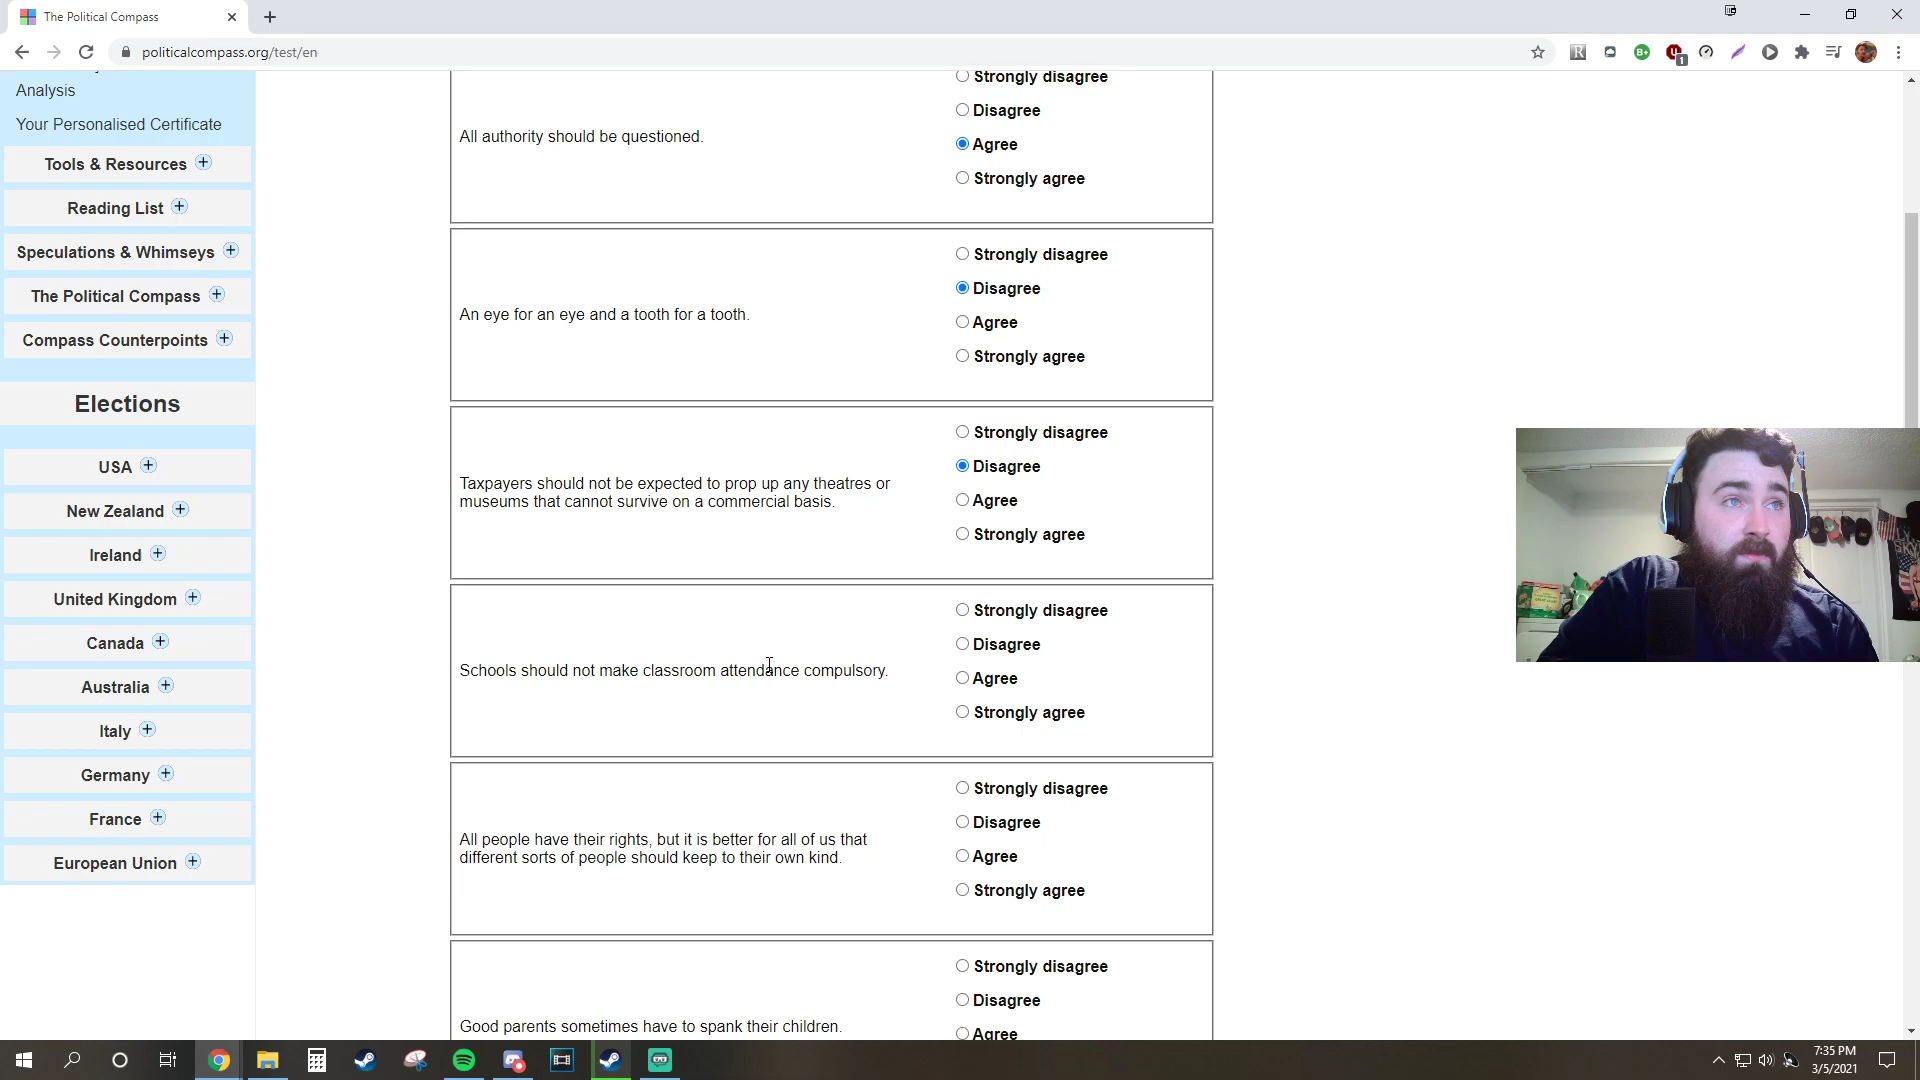 The Political Compass
politicalcompass.org/test/en
Analysis
Your Personalised Certificate
Tools & Resources
Reading List
Speculations & Whimseys
The Political Compass
Compass Counterpoints
Elections
USA
New Zealand
Ireland
United Kingdom
Canada
Australia
Italy
Germany
France
European Union
All authority should be questioned.
Strongly disagree
Disagree
Agree
Strongly agree
An eye for an eye and a tooth for a tooth.
Strongly disagree
Disagree
Agree
Strongly agree
Taxpayers should not be expected to prop up any theatres or
museums that cannot survive on a commercial basis.
Strongly disagree
Disagree
Agree
Strongly agree
Schools should not make classroom attendance compulsory.
Strongly disagree
Disagree
Agree
Strongly agree
All people have their rights, but it is better for all of us that
different sorts of people should keep to their own kind.
Strongly disagree
Disagree
Agree
Strongly agree
Good parents sometimes have to spank their children.
Strongly disagree
Disagree
Agree
7:35 PM
3/5/2021